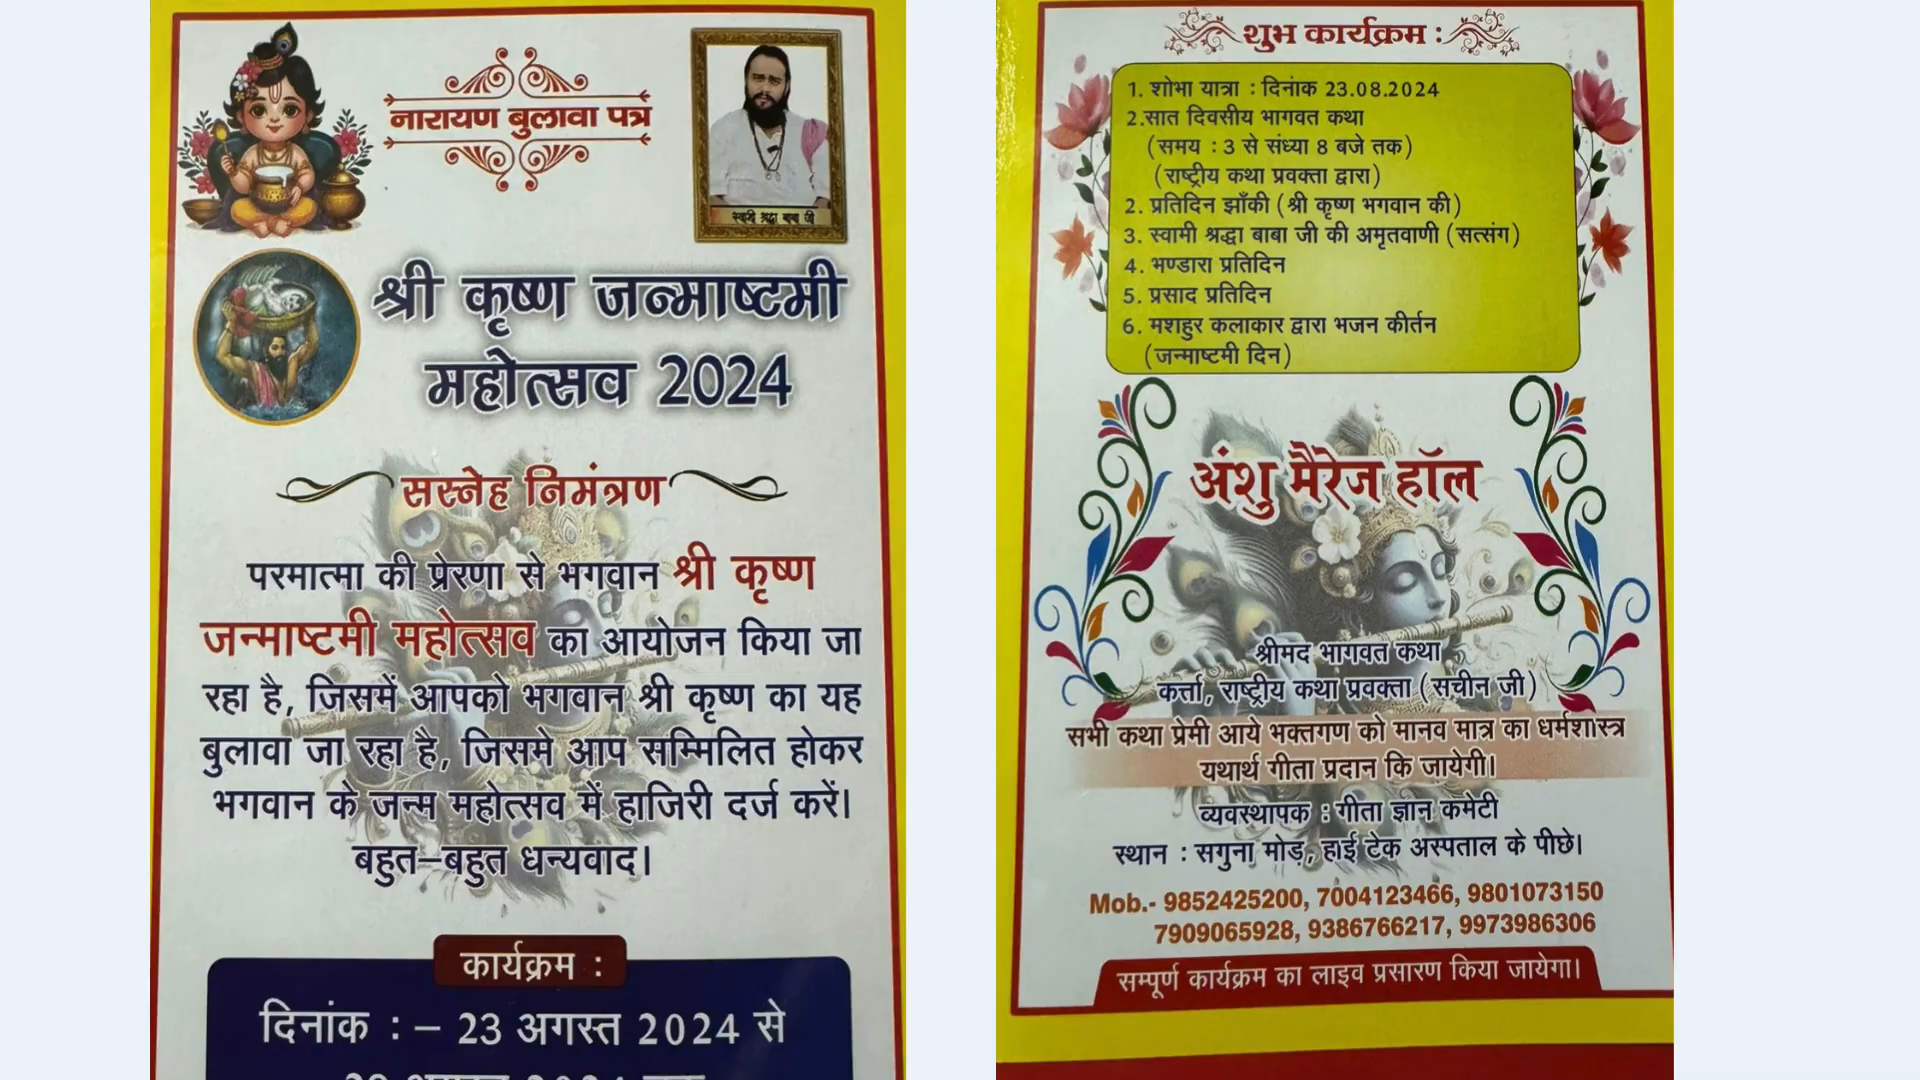 नारायण बुलावा पत्र
स्वामी श्रद्धा बाबा जी
श्री कृष्ण जन्माष्टमी
महोत्सव 2024
सस्नेह निमंत्रण
परमात्मा की प्रेरणा से भगवान श्री कृष्ण
जन्माष्टमी महोत्सव का आयोजन किया जा
रहा है, जिसमें आपको भगवान श्री कृष्ण का यह
बुलावा जा रहा है, जिसमे आप सम्मिलित होकर
भगवान के जन्म महोत्सव में हाजिरी दर्ज करें।
बहुत–बहुत धन्यवाद।
कार्यक्रम :
दिनांक : – 23 अगस्त 2024 से
शुभ कार्यक्रम :
1. शोभा यात्रा : दिनांक 23.08.2024
2.सात दिवसीय भागवत कथा
(समय : 3 से संध्या 8 बजे तक)
(राष्ट्रीय कथा प्रवक्ता द्वारा)
2. प्रतिदिन झाँकी (श्री कृष्ण भगवान की)
3. स्वामी श्रद्धा बाबा जी की अमृतवाणी (सत्संग)
4. भण्डारा प्रतिदिन
5. प्रसाद प्रतिदिन
6. मशहुर कलाकार द्वारा भजन कीर्तन
(जन्माष्टमी दिन)
अंशु मैरेज हॉल
श्रीमद भागवत कथा
कर्त्ता, राष्ट्रीय कथा प्रवक्ता (सचीन जी)
सभी कथा प्रेमी आये भक्तगण को मानव मात्र का धर्मशास्त्र
यथार्थ गीता प्रदान कि जायेगी।
व्यवस्थापक : गीता ज्ञान कमेटी
स्थान : सगुना मोड़, हाई टेक अस्पताल के पीछे।
Mob.- 9852425200, 7004123466, 9801073150
7909065928, 9386766217, 9973986306
सम्पूर्ण कार्यक्रम का लाइव प्रसारण किया जायेगा।